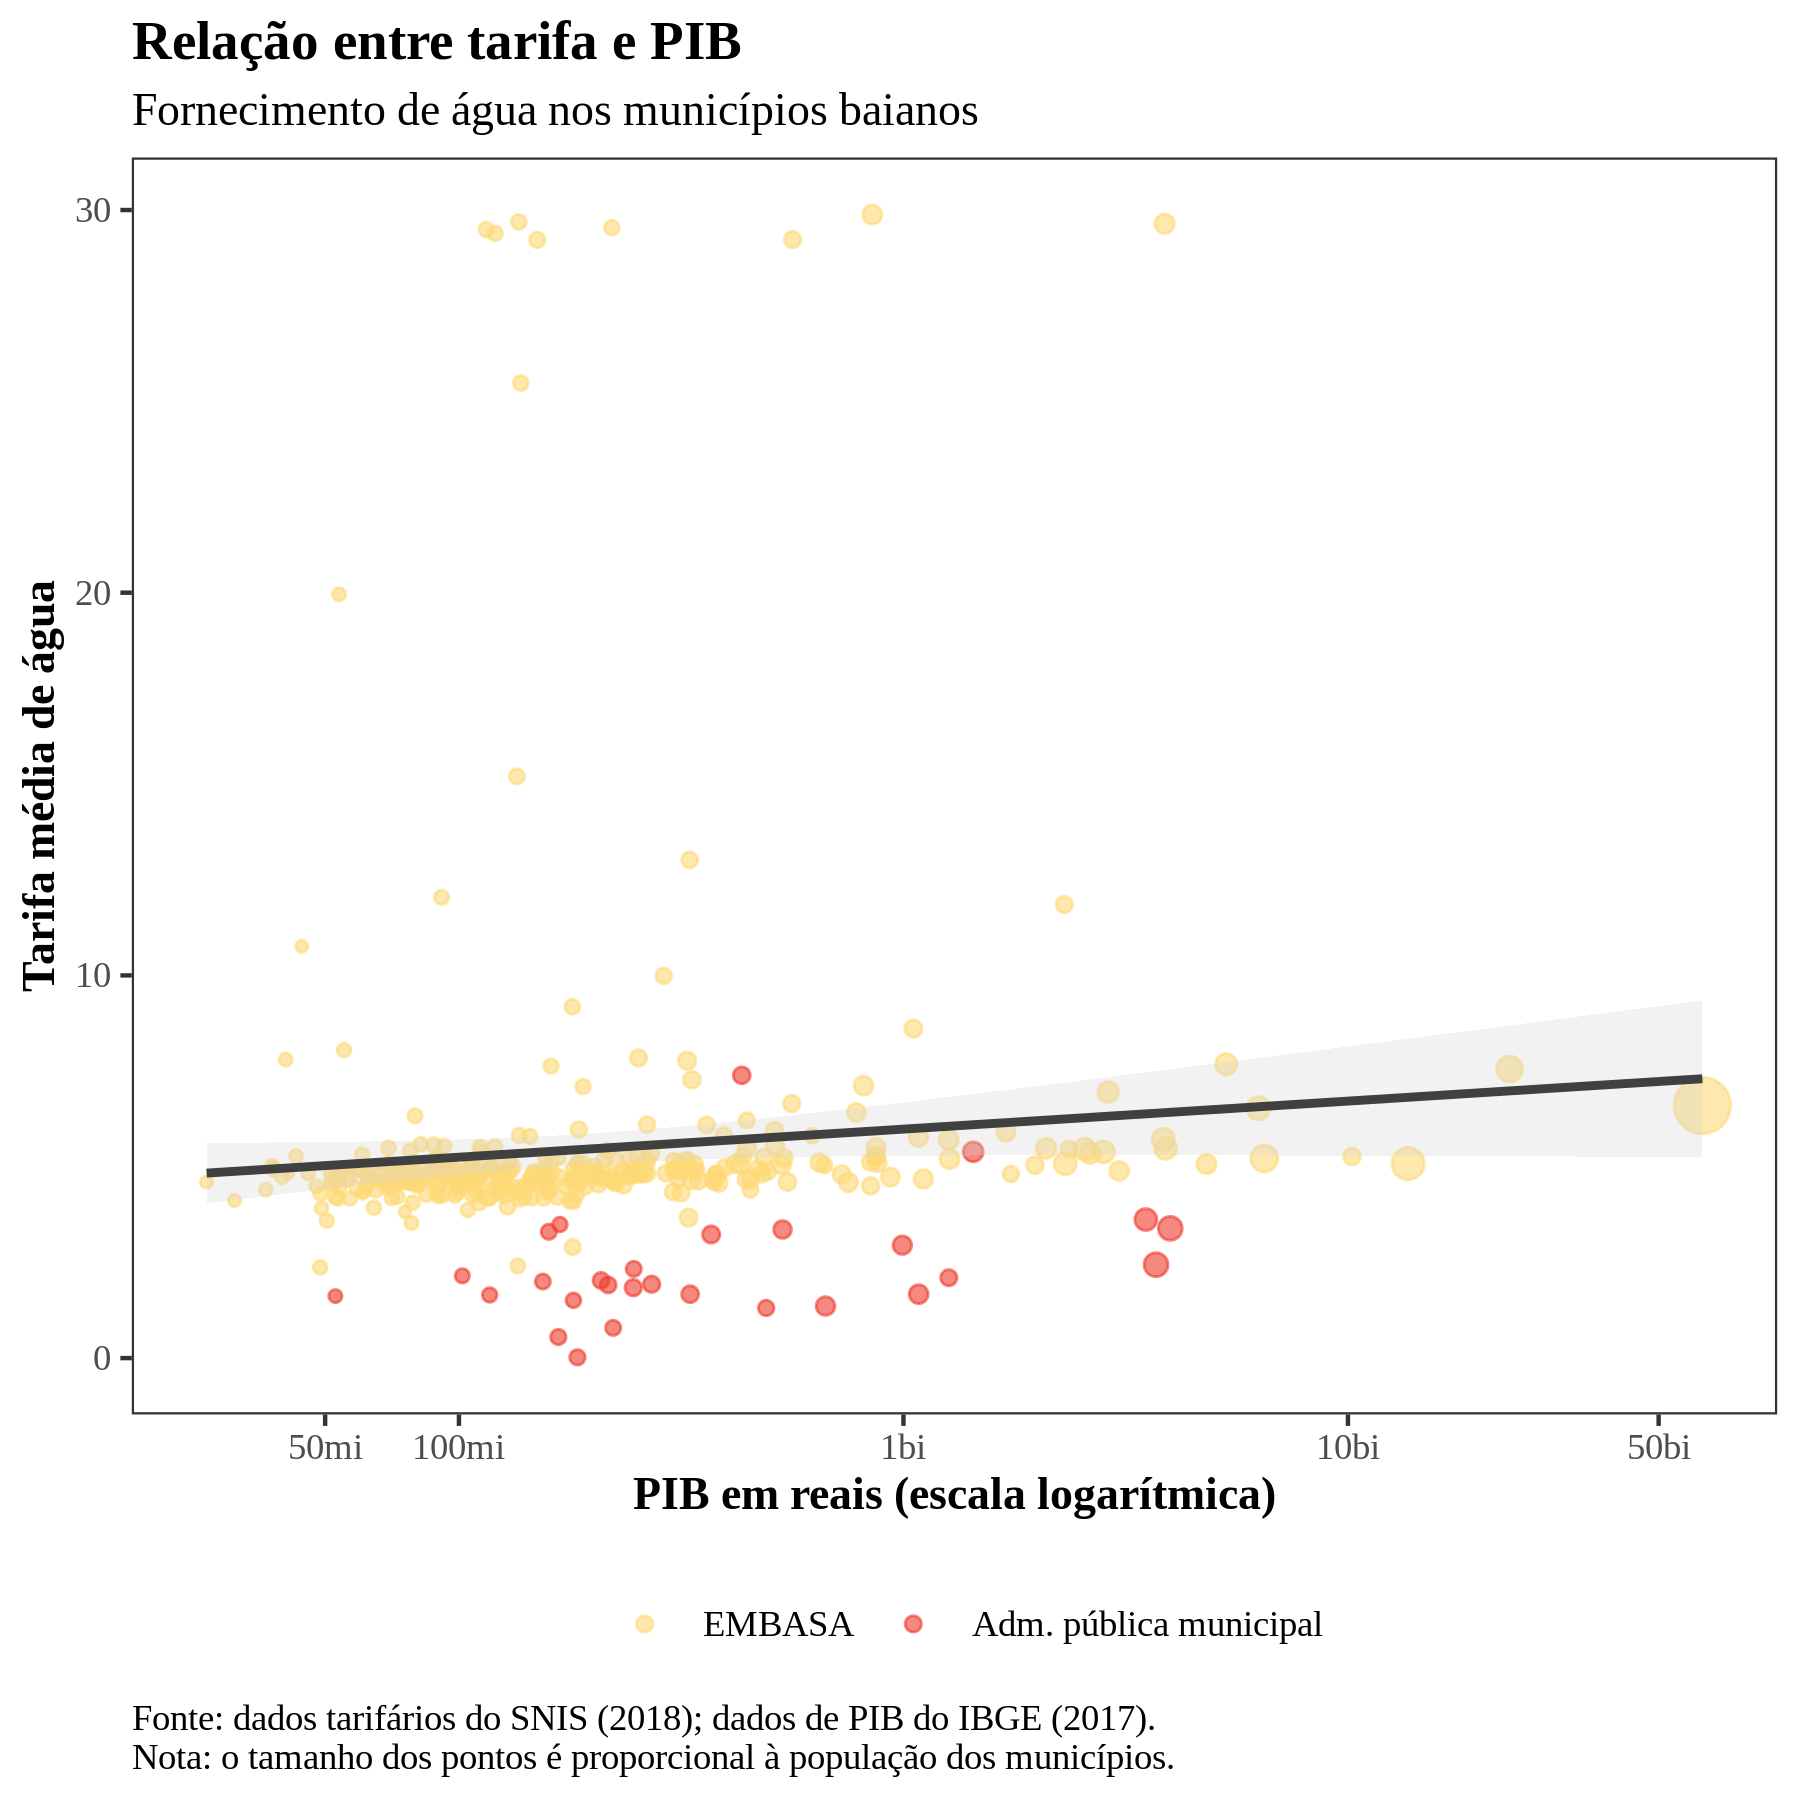 Relação entre tarifa e PIB
Fornecimento de água nos municípios baianos
Tarifa média de água
30
20
10
0
50mi 100mi 1bi 10bi 50bi
PIB em reais (escala logarítmica)
EMBASA Adm. pública municipal
Fonte: dados tarifários do SNIS (2018); dados de PIB do IBGE (2017).
Nota: o tamanho dos pontos é proporcional à população dos municípios.